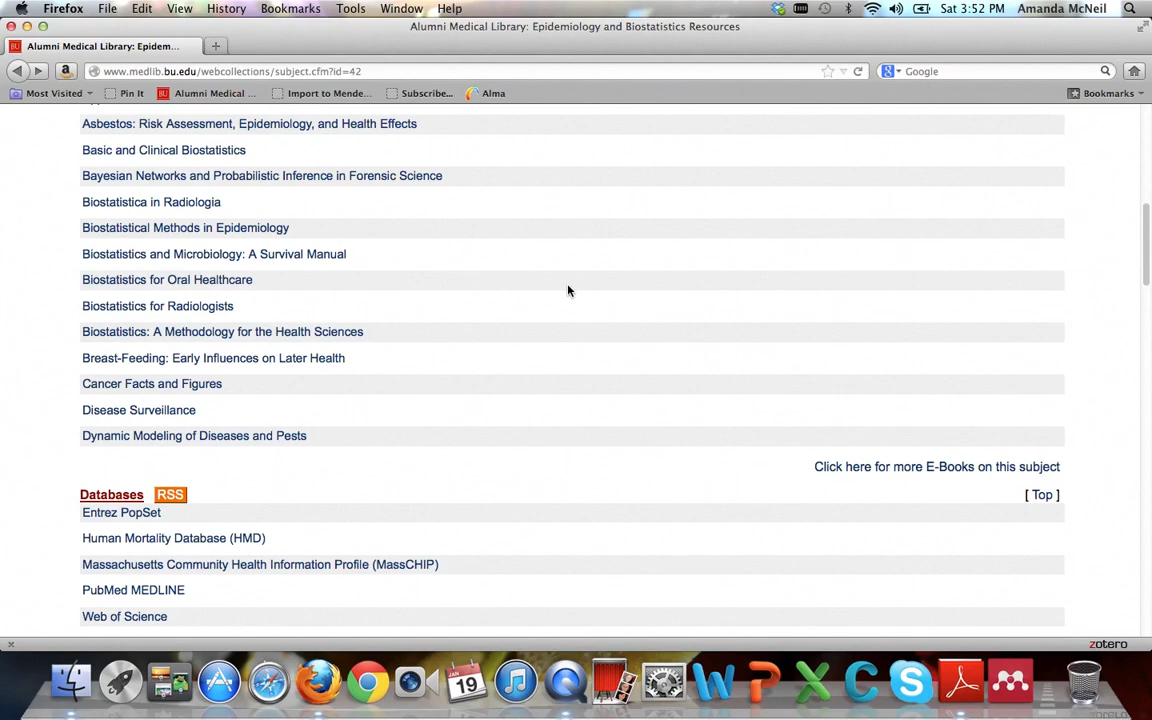 Firefox File Edit View History Bookmarks Tools Window Help Sat 3:52 PM Amanda McNeil
Alumni Medical Library: Epidemiology and Biostatistics Resources
BU Alumni Medical Library: Epidem... +
www.medlib.bu.edu/webcollections/subject.cfm?id=42 Google
Most Visited Pin It Alumni Medical ... Import to Mende... Subscribe... Alma Bookmarks
Asbestos: Risk Assessment, Epidemiology, and Health Effects
Basic and Clinical Biostatistics
Bayesian Networks and Probabilistic Inference in Forensic Science
Biostatistica in Radiologia
Biostatistical Methods in Epidemiology
Biostatistics and Microbiology: A Survival Manual
Biostatistics for Oral Healthcare
Biostatistics for Radiologists
Biostatistics: A Methodology for the Health Sciences
Breast-Feeding: Early Influences on Later Health
Cancer Facts and Figures
Disease Surveillance
Dynamic Modeling of Diseases and Pests
Click here for more E-Books on this subject
Databases RSS [ Top ]
Entrez PopSet
Human Mortality Database (HMD)
Massachusetts Community Health Information Profile (MassCHIP)
PubMed MEDLINE
Web of Science
zotero
JAN
19